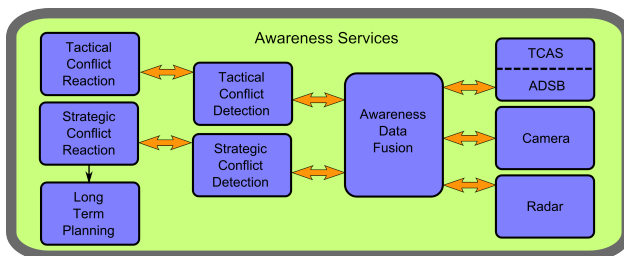 Awareness Services
Tactical
Conflict
Reaction
Strategic
Conflict
Reaction
Long
Term
Planning
Tactical
Conflict
Detection
Strategic
Conflict
Detection
Awareness
Data
Fusion
TCAS
ADSB
Camera
Radar